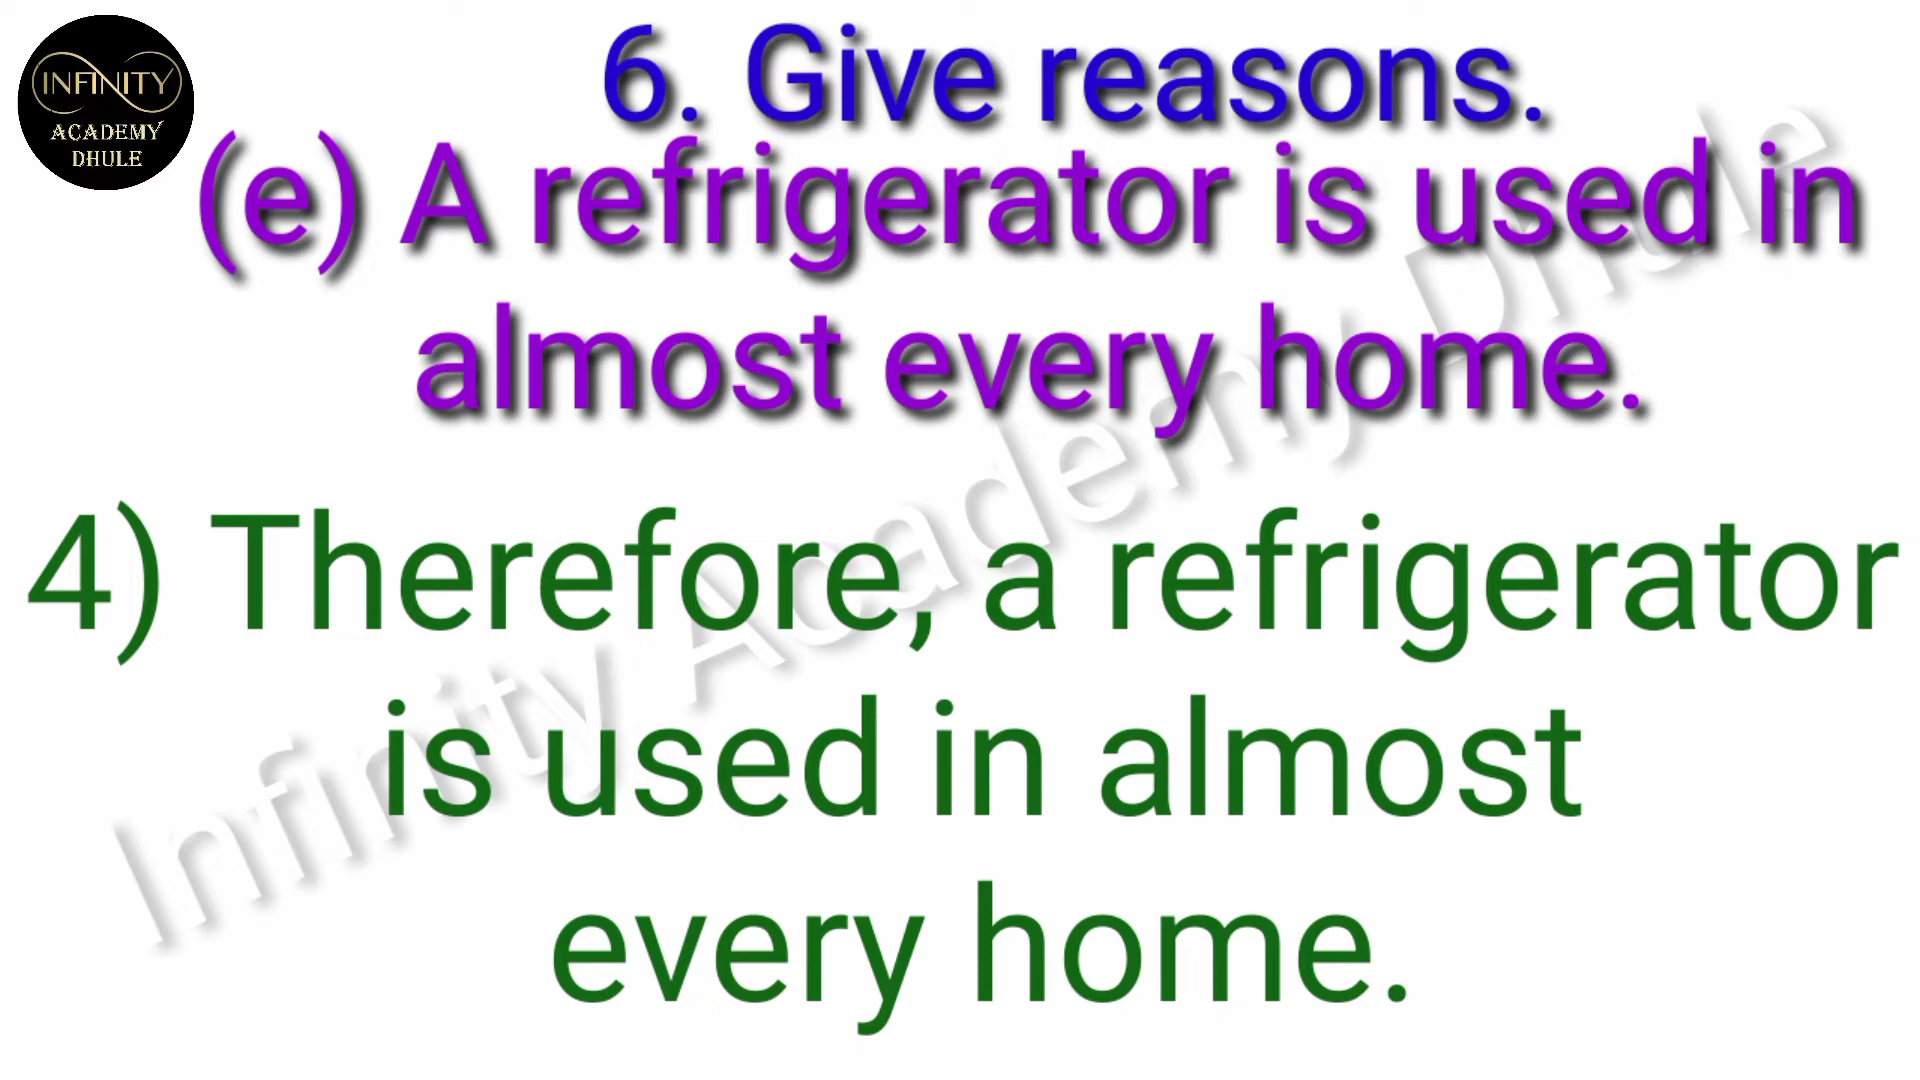 INFINITY
ACADEMY
DHULE
6. Give reasons.
(e) A refrigerator is used in
almost every home.
4) Therefore, a refrigerator
is used in almost
every home.
Infinity Academy Dhule